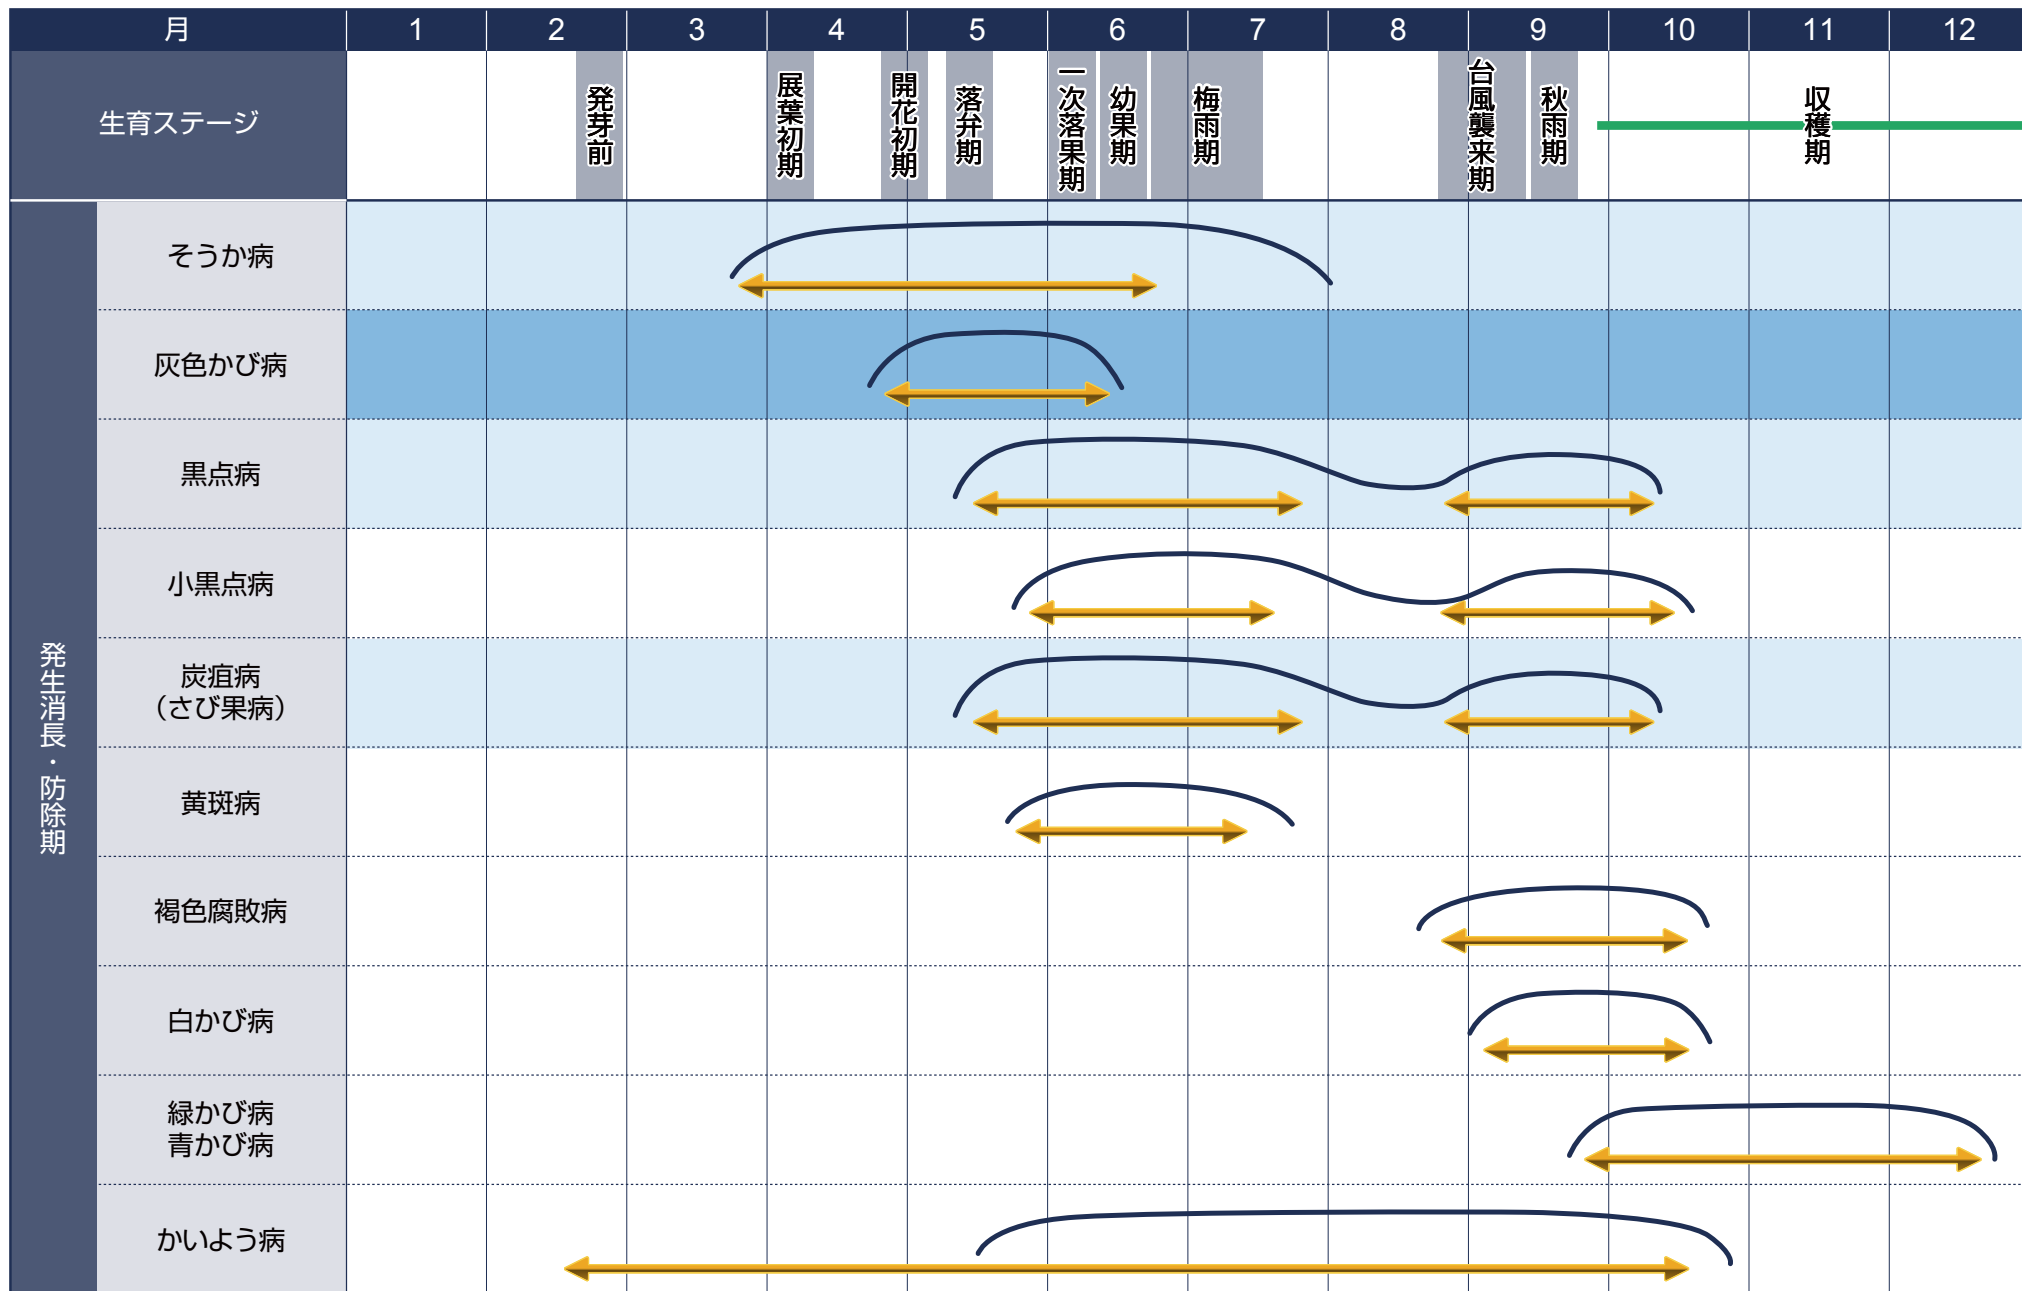 月 1 2 3 4 5 6 7 8 9 10 11 12
生育ステージ
発芽前
展葉初期
開花初期
落弁期
一次落果期
幼果期
梅雨期
台風襲来期
秋雨期
収穫期
発生消長・防除期
そうか病
灰色かび病
黒点病
小黒点病
炭疽病
（さび果病）
黄斑病
褐色腐敗病
白かび病
緑かび病
青かび病
かいよう病